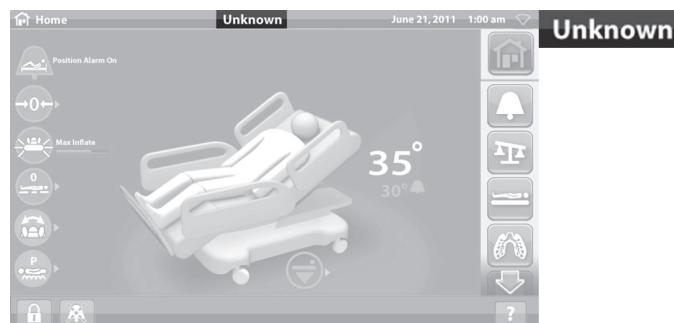 Home Unknown June 21, 2011 1:00 am
Unknown
Position Alarm On
→0←
Max Inflate
35°
30°
0
P
?